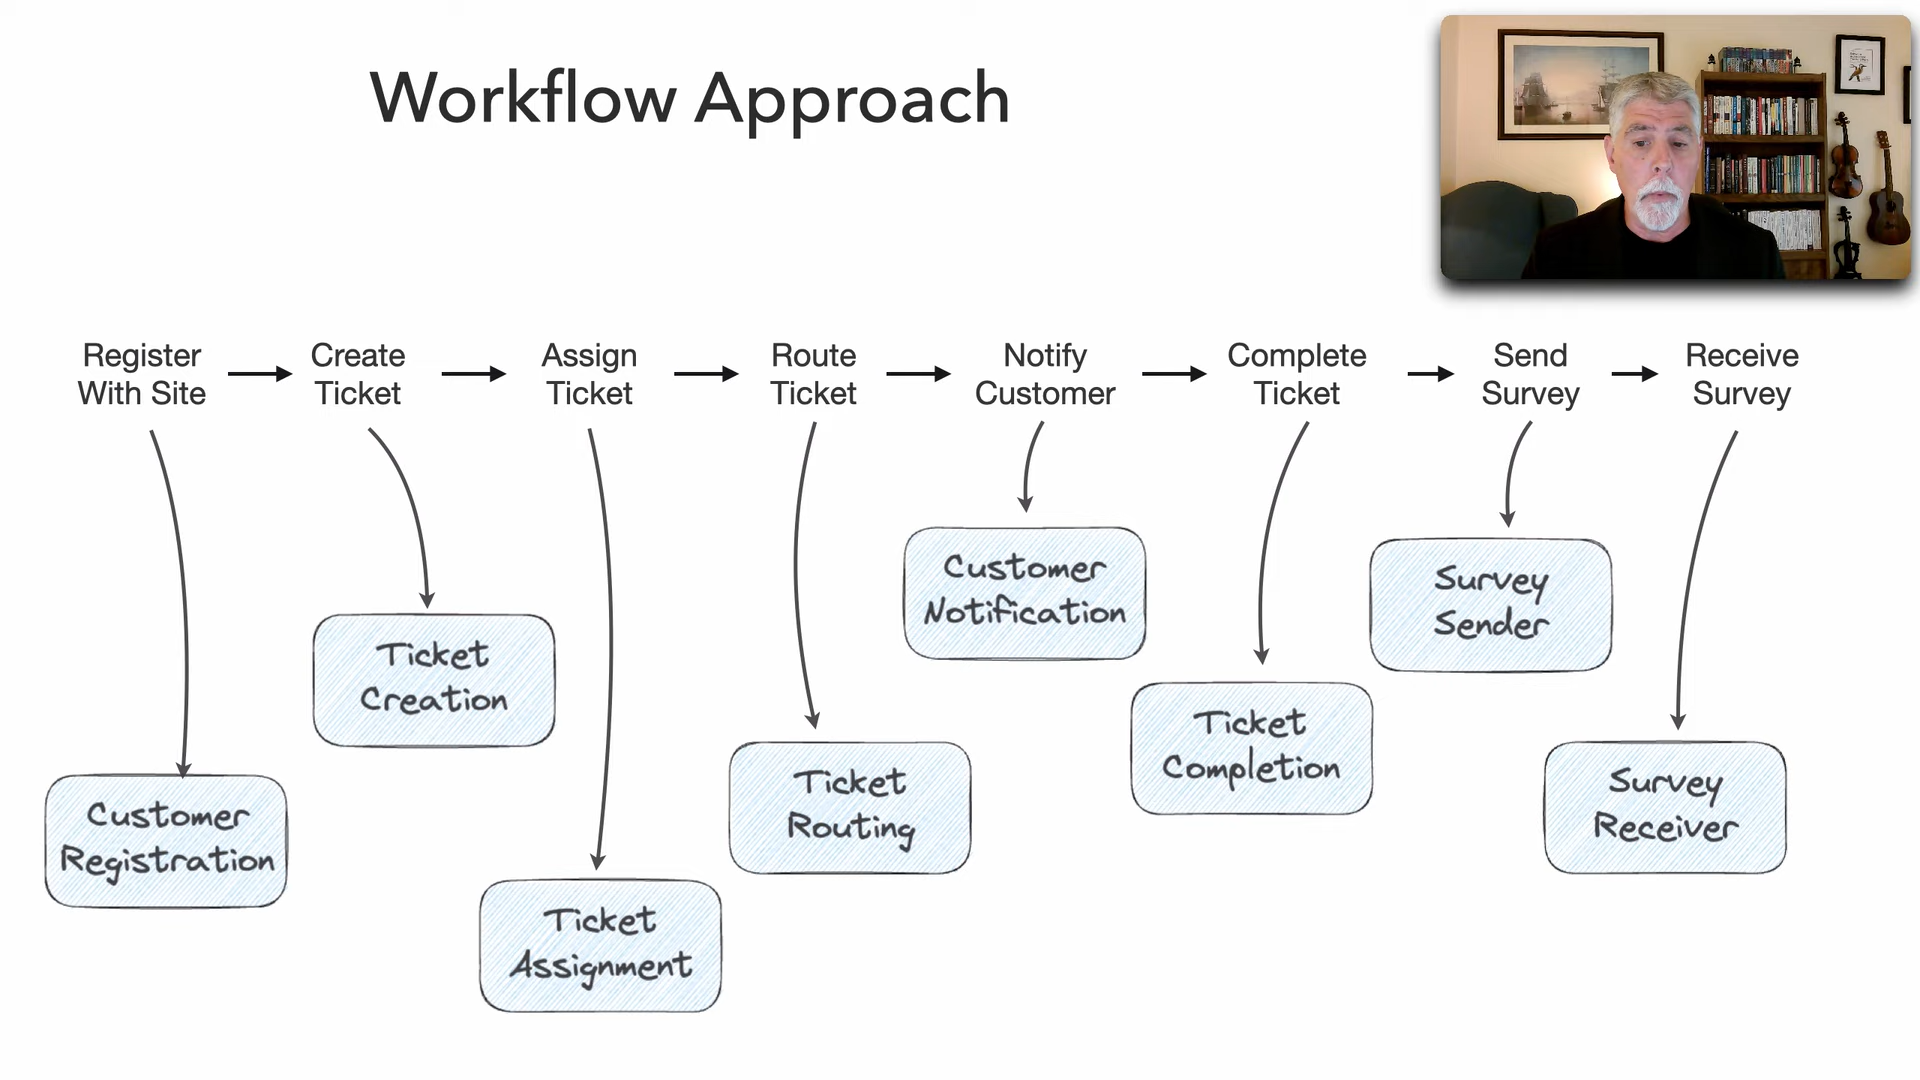 Workflow Approach
Register
With Site
Create
Ticket
Assign
Ticket
Route
Ticket
Notify
Customer
Complete
Ticket
Send
Survey
Receive
Survey
Customer
Notification
Survey
Sender
Ticket
Creation
Ticket
Completion
Ticket
Routing
Survey
Receiver
Customer
Registration
Ticket
Assignment